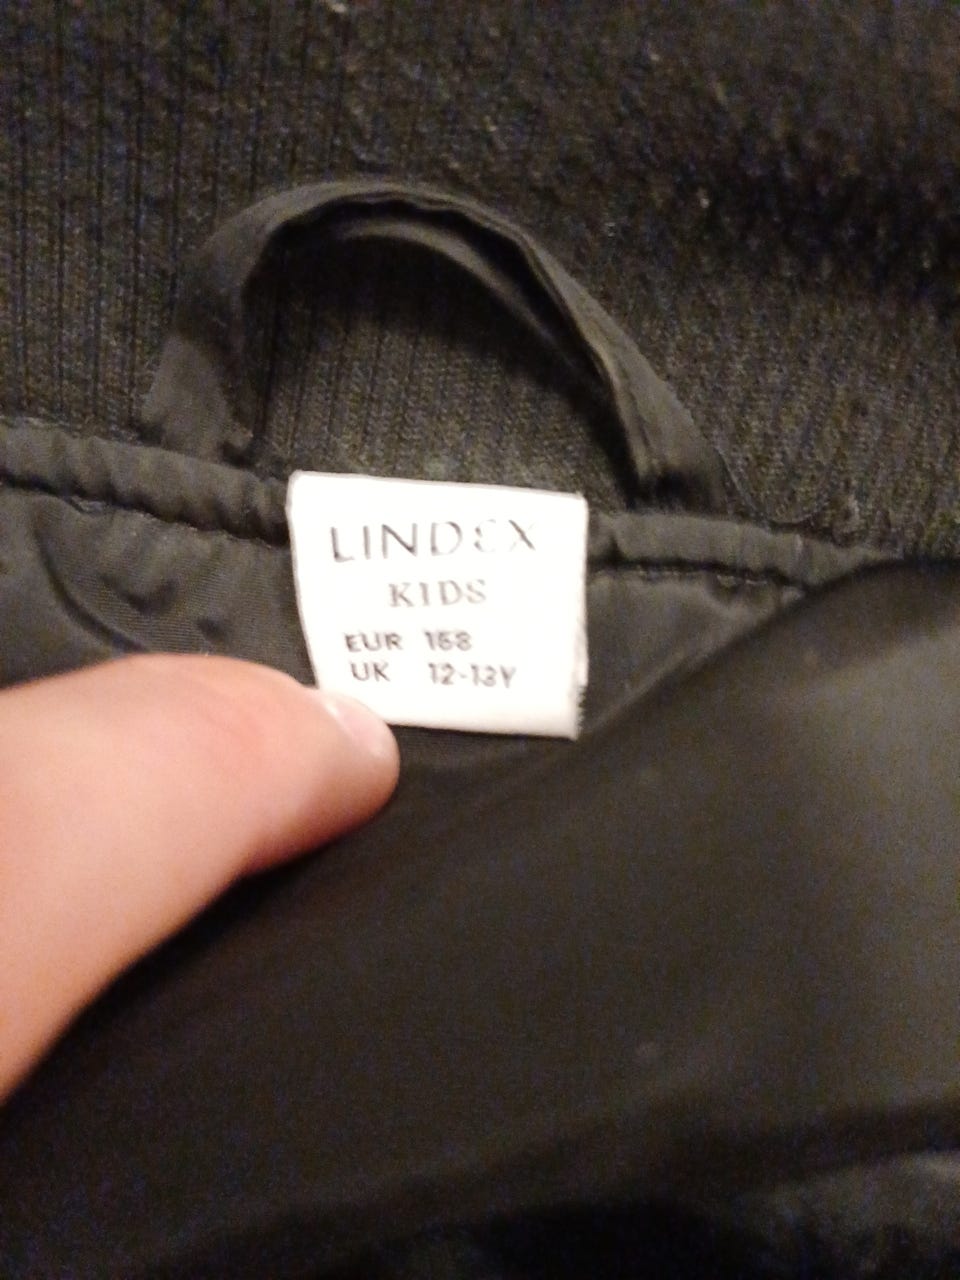 LINDEX
KIDS
EUR 158
UK 12-13Y